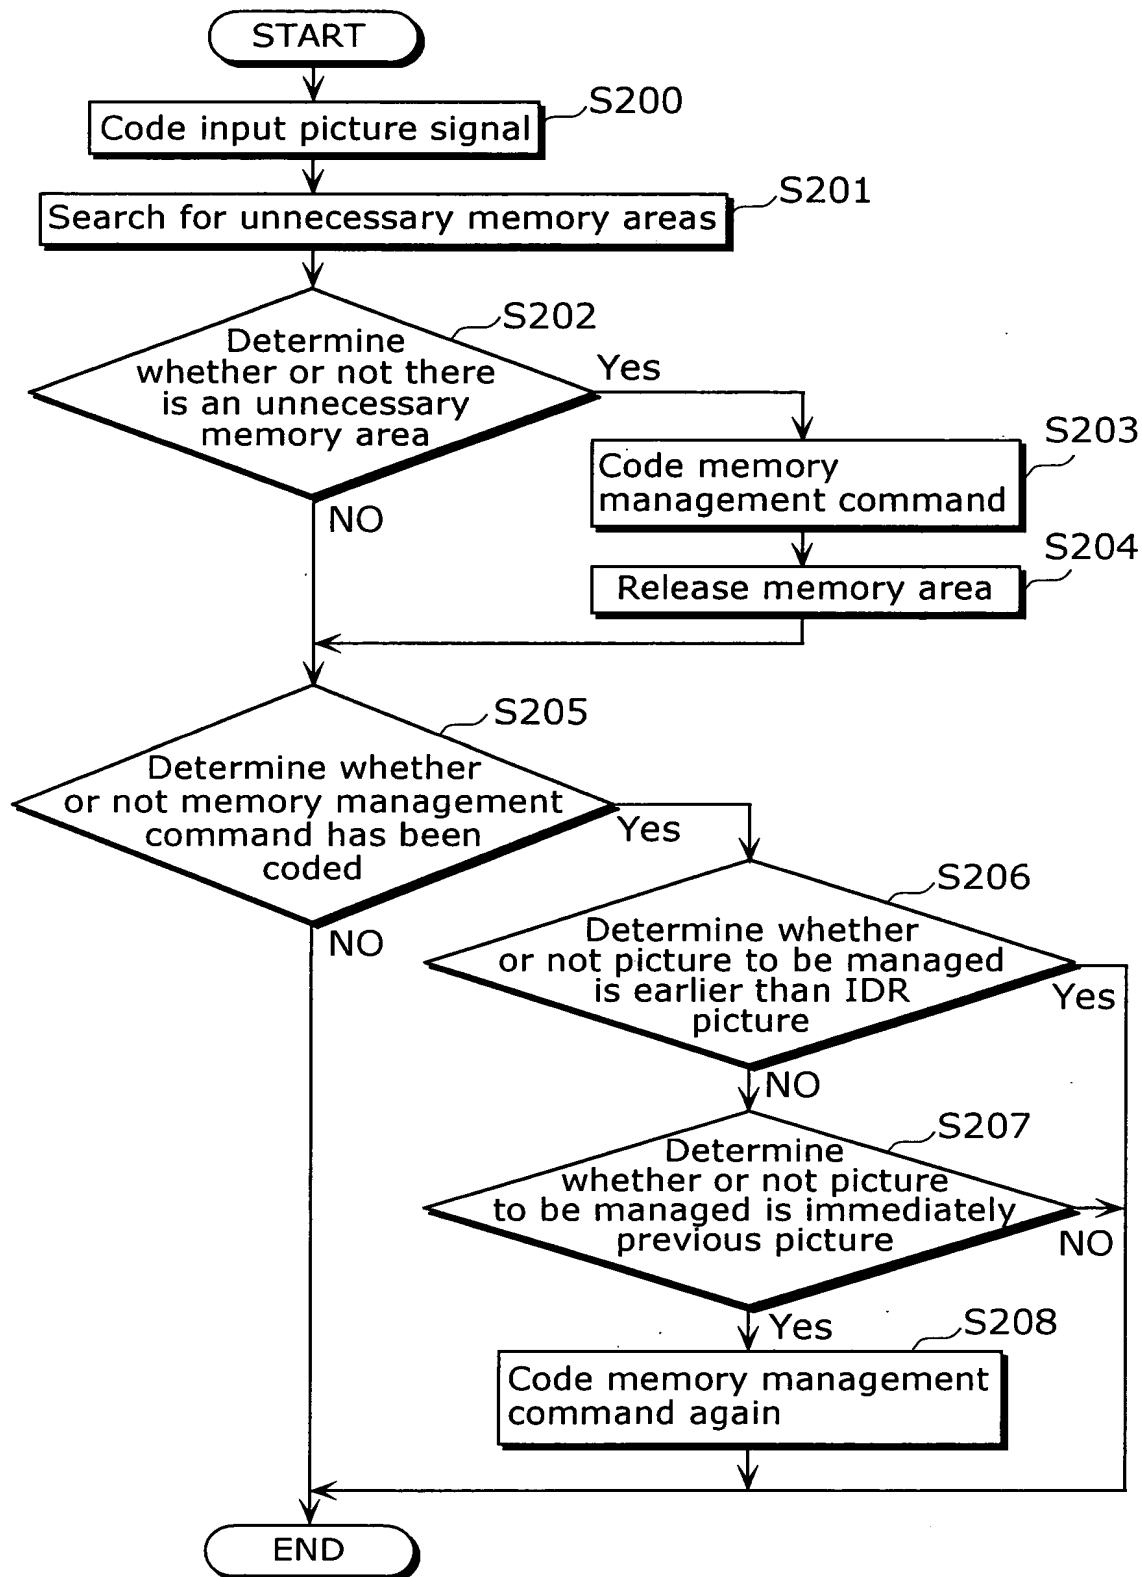 START
S200
Code input picture signal
S201
Search for unnecessary memory areas
S202
Determine
whether or not there
is an unnecessary
memory area
Yes
NO
S203
Code memory
management command
S204
Release memory area
S205
Determine whether
or not memory management
command has been
coded
Yes
NO
S206
Determine whether
or not picture to be managed
is earlier than IDR
picture
Yes
NO
S207
Determine
whether or not picture
to be managed is immediately
previous picture
NO
Yes
S208
Code memory management
command again
END